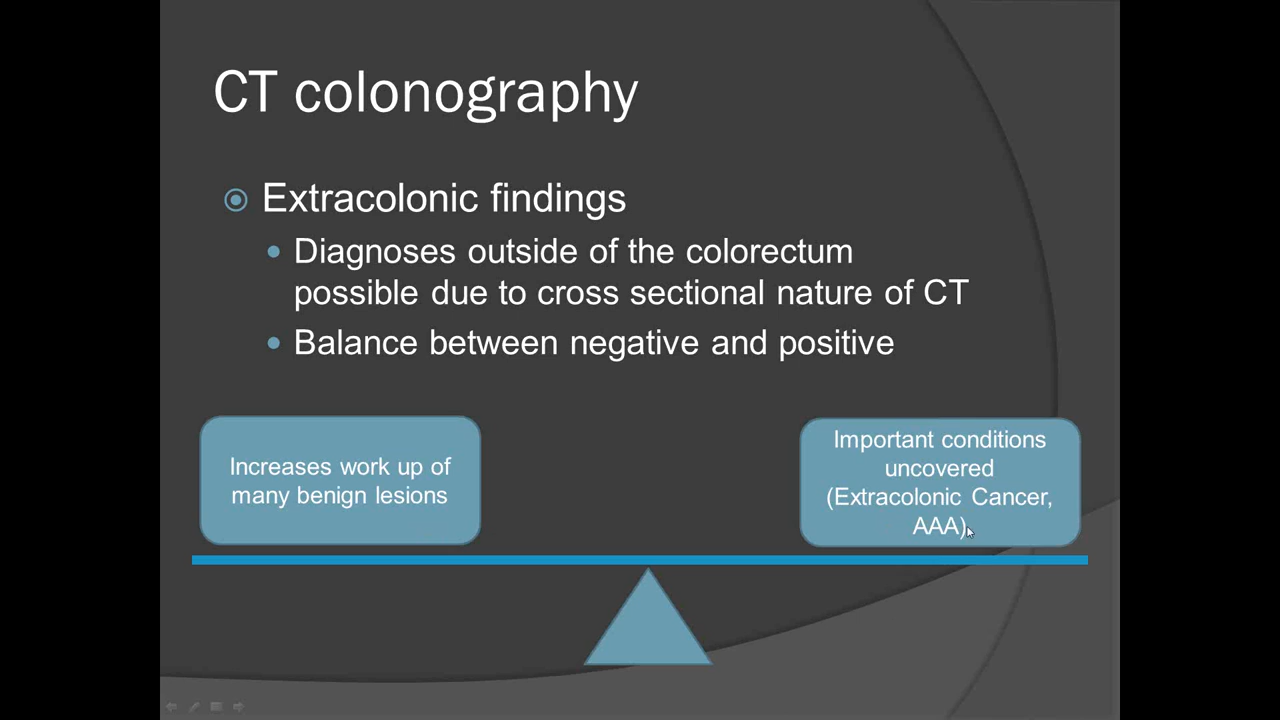 CT colonography
Extracolonic findings
Diagnoses outside of the colorectum
possible due to cross sectional nature of CT
Balance between negative and positive
Increases work up of
many benign lesions
Important conditions
uncovered
(Extracolonic Cancer,
AAA)